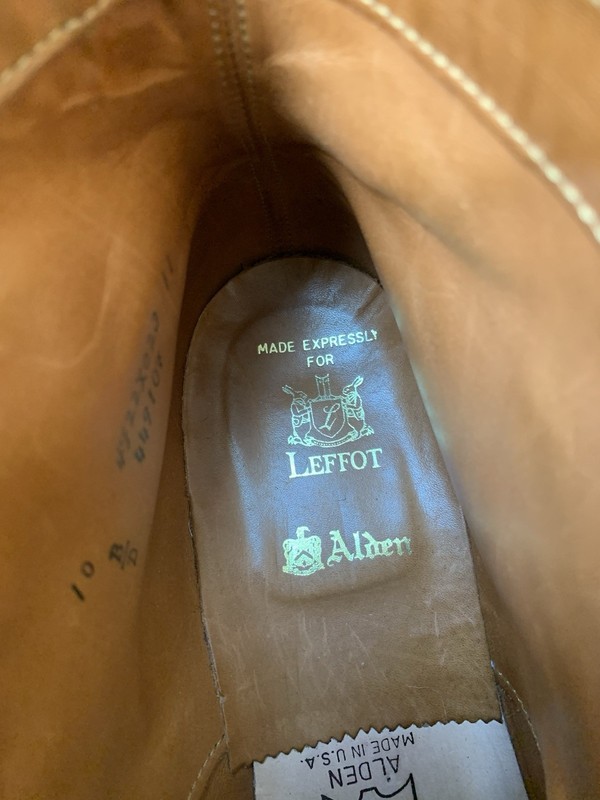 MADE EXPRESSLY
FOR
L
LEFFOT
Alden
10 B/D
ALDEN
MADE IN U.S.A.